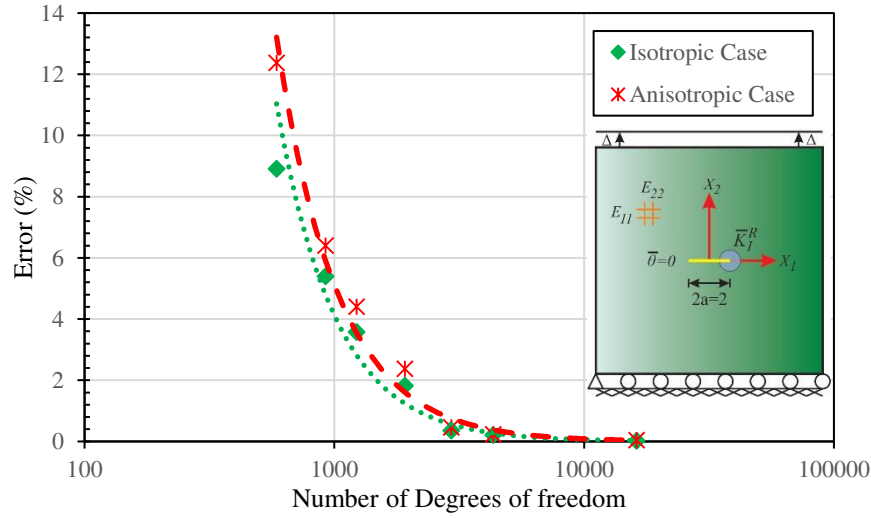 14
12
10
8
6
4
2
0
Error (%)
100
1000
10000
100000
Number of Degrees of freedom
Isotropic Case
Anisotropic Case
Δ Δ
E22
E11
X2
K̅IR
θ̅=0
X1
2a=2